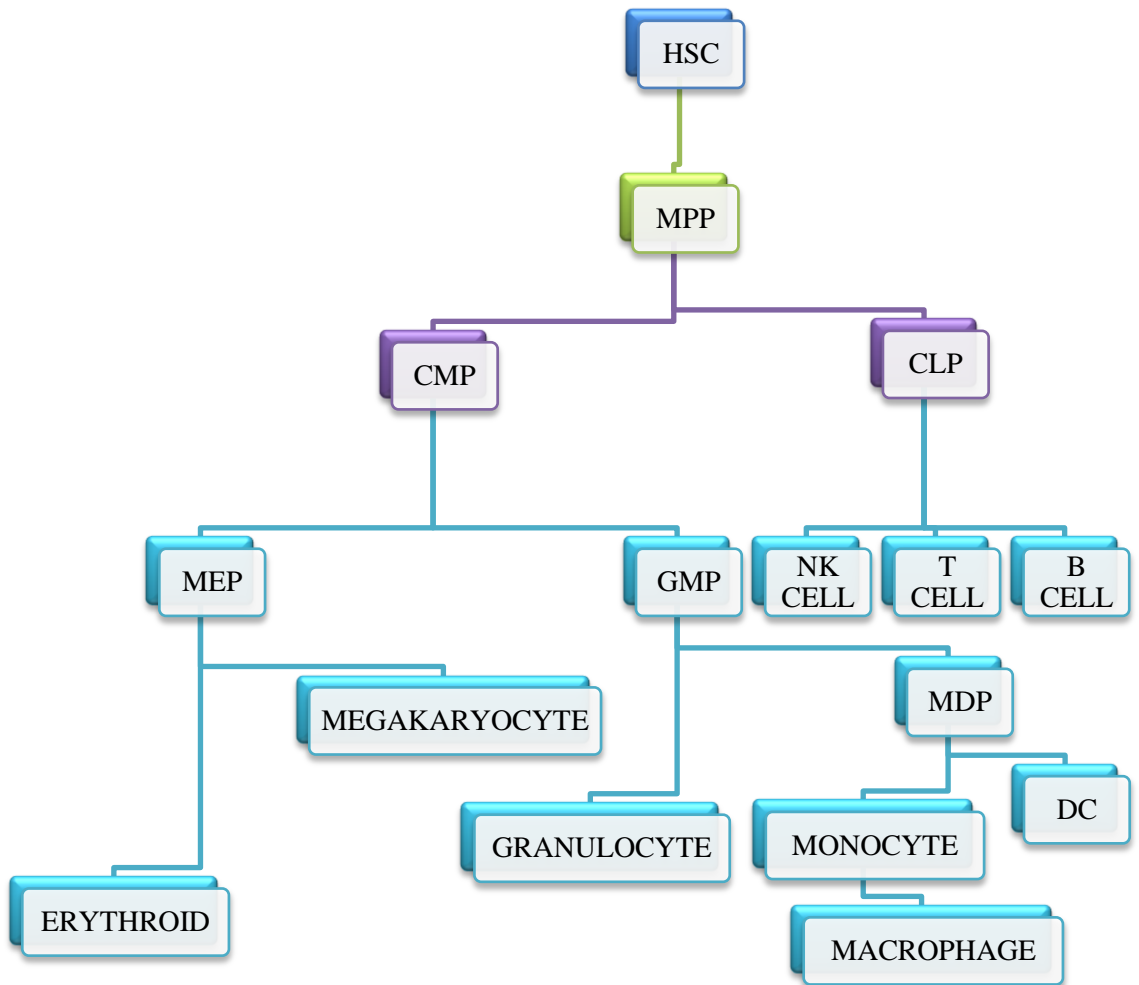 HSC
MPP
CMP
CLP
MEP
GMP
NK
CELL
T
CELL
B
CELL
MEGAKARYOCYTE
MDP
GRANULOCYTE
MONOCYTE
DC
ERYTHROID
MACROPHAGE